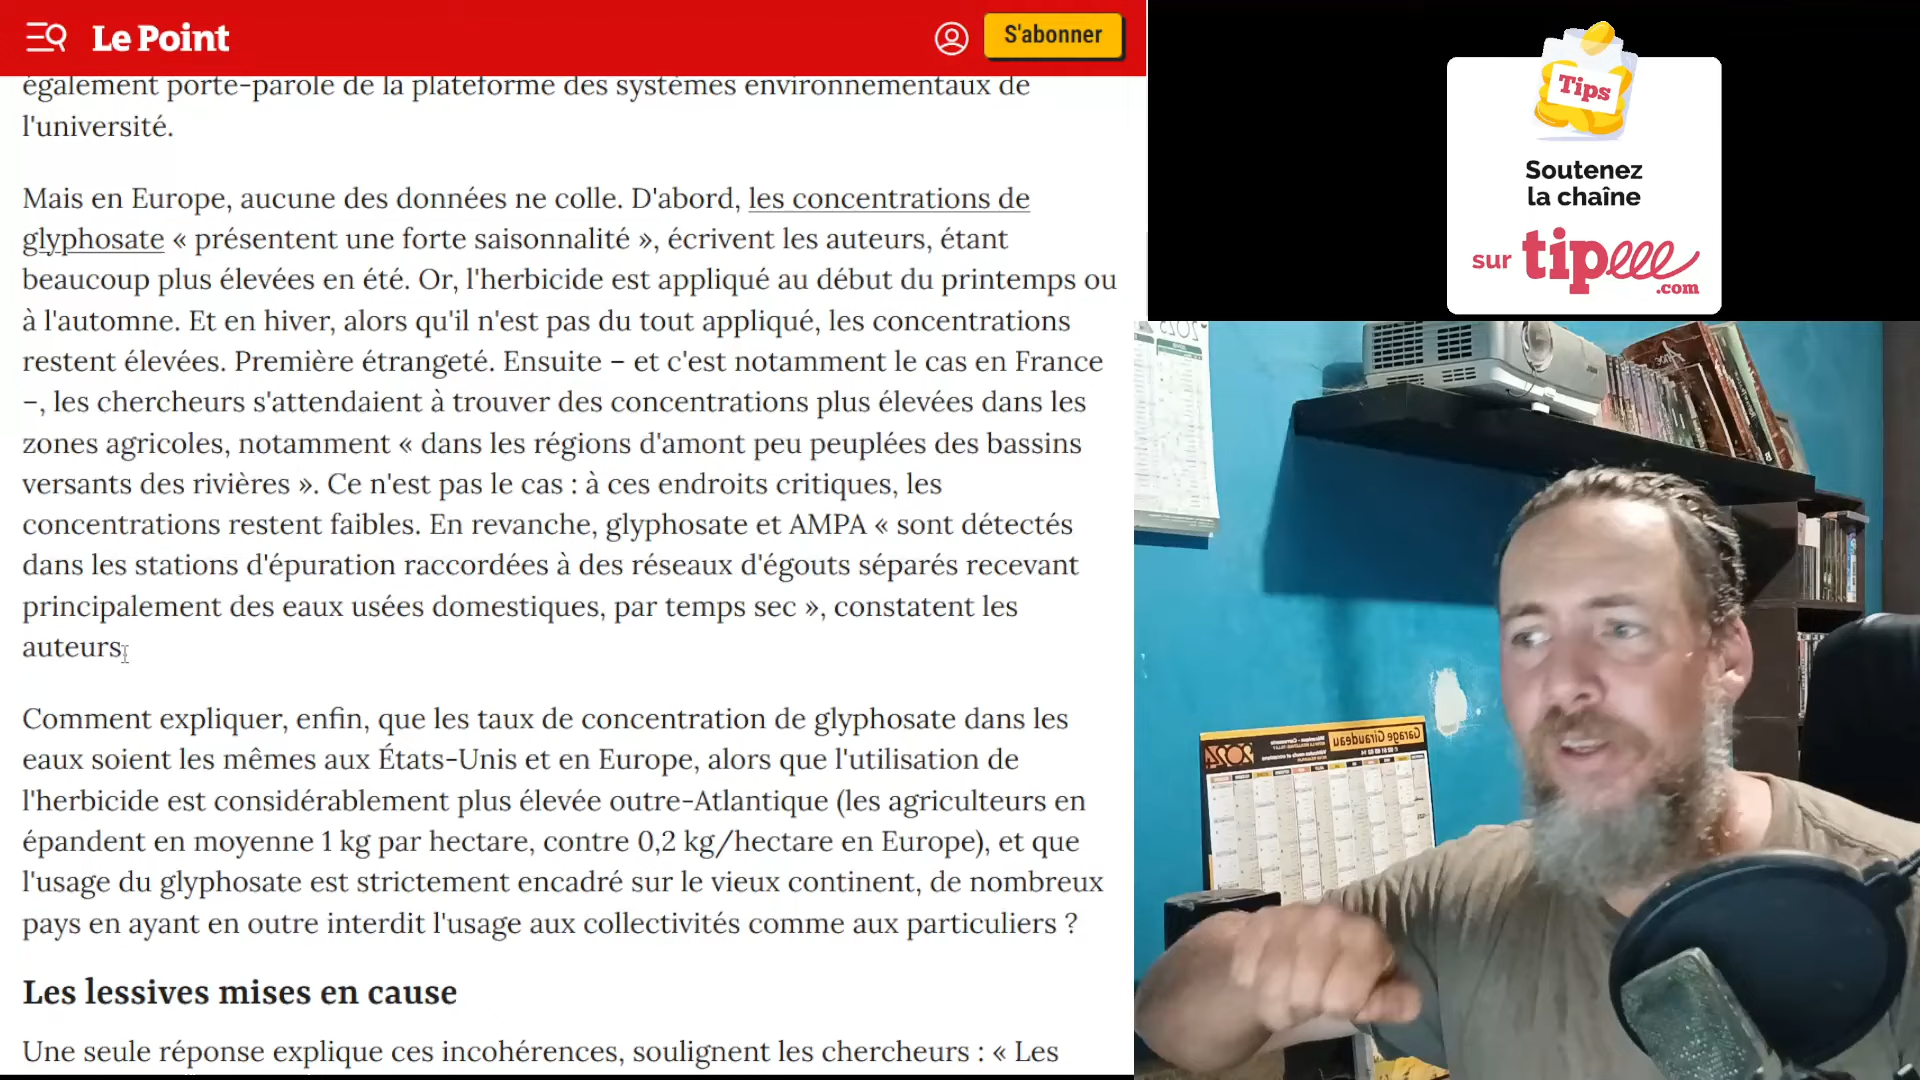 Le Point
S'abonner
également porte-parole de la plateforme des systèmes environnementaux de
l'université.
Mais en Europe, aucune des données ne colle. D'abord, les concentrations de
glyphosate « présentent une forte saisonnalité », écrivent les auteurs, étant
beaucoup plus élevées en été. Or, l'herbicide est appliqué au début du printemps ou
à l'automne. Et en hiver, alors qu'il n'est pas du tout appliqué, les concentrations
restent élevées. Première étrangeté. Ensuite – et c'est notamment le cas en France
–, les chercheurs s'attendaient à trouver des concentrations plus élevées dans les
zones agricoles, notamment « dans les régions d'amont peu peuplées des bassins
versants des rivières ». Ce n'est pas le cas : à ces endroits critiques, les
concentrations restent faibles. En revanche, glyphosate et AMPA « sont détectés
dans les stations d'épuration raccordées à des réseaux d'égouts séparés recevant
principalement des eaux usées domestiques, par temps sec », constatent les
auteurs.
Comment expliquer, enfin, que les taux de concentration de glyphosate dans les
eaux soient les mêmes aux États-Unis et en Europe, alors que l'utilisation de
l'herbicide est considérablement plus élevée outre-Atlantique (les agriculteurs en
épandent en moyenne 1 kg par hectare, contre 0,2 kg/hectare en Europe), et que
l'usage du glyphosate est strictement encadré sur le vieux continent, de nombreux
pays en ayant en outre interdit l'usage aux collectivités comme aux particuliers ?
Les lessives mises en cause
Une seule réponse explique ces incohérences, soulignent les chercheurs : « Les
Tips
Soutenez
la chaîne
sur tipeee
.com
2025
Garage Giraudeau
2024